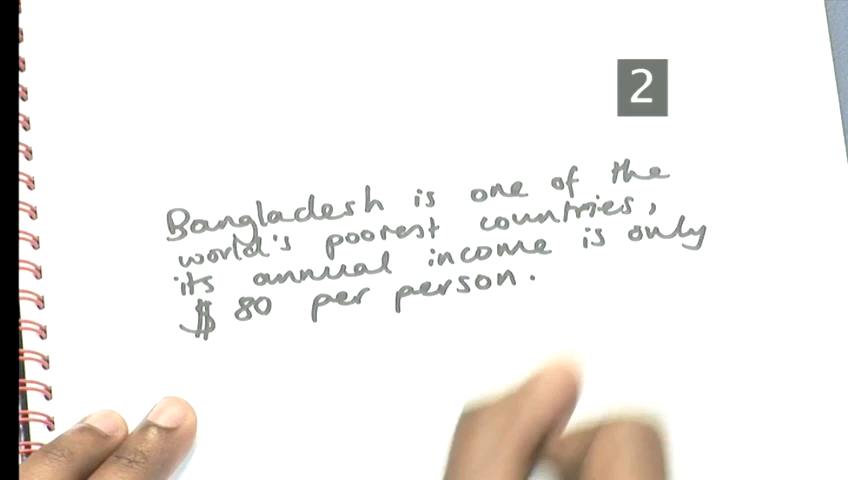 2
Bangladesh is one of the
world's poorest countries,
its annual income is only
$ 80 per person.